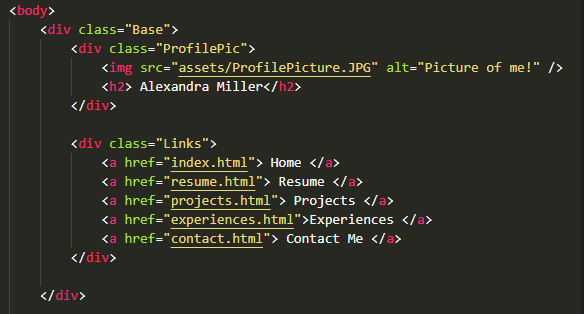 <body>
<div class="Base">
<div class="ProfilePic">
<img src="assets/ProfilePicture.JPG" alt="Picture of me!" />
<h2> Alexandra Miller</h2>
</div>
<div class="Links">
<a href="index.html"> Home </a>
<a href="resume.html"> Resume </a>
<a href="projects.html"> Projects </a>
<a href="experiences.html">Experiences </a>
<a href="contact.html"> Contact Me </a>
</div>
</div>